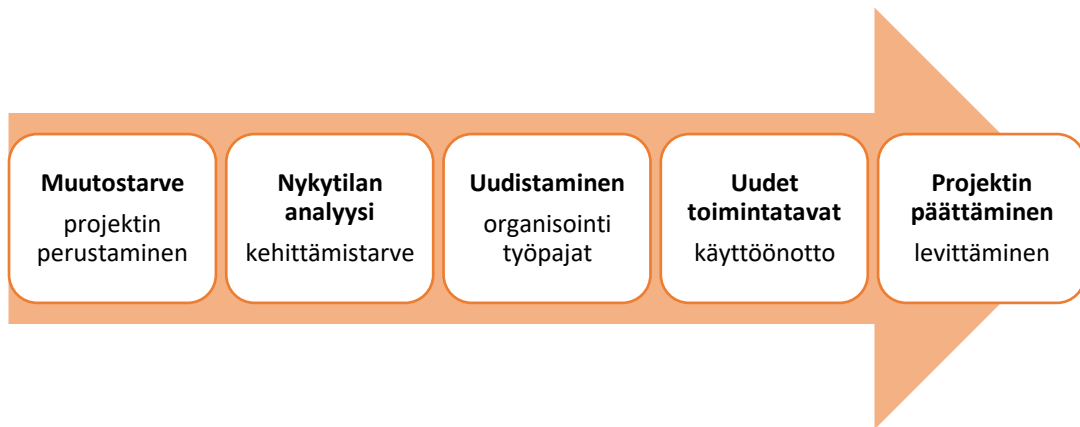 Muutostarve
projektin
perustaminen
Nykytilan
analyysi
kehittämistarve
Uudistaminen
organisointi
työpajat
Uudet
toimintatavat
käyttöönotto
Projektin
päättäminen
levittäminen